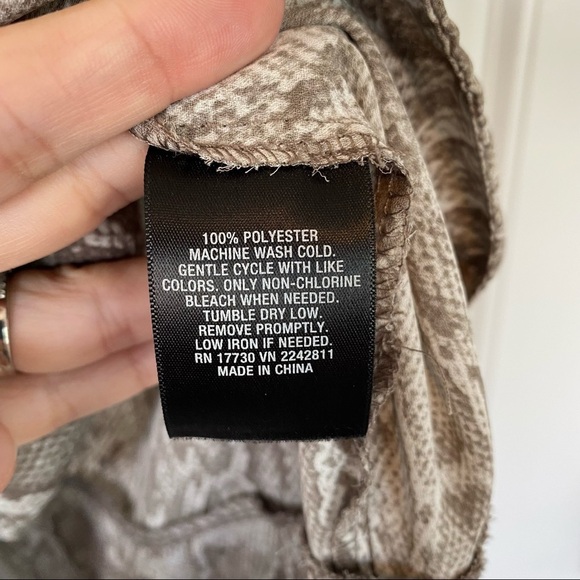 100% POLYESTER
MACHINE WASH COLD.
GENTLE CYCLE WITH LIKE
COLORS. ONLY NON-CHLORINE
BLEACH WHEN NEEDED.
TUMBLE DRY LOW.
REMOVE PROMPTLY.
LOW IRON IF NEEDED.
RN 17730 VN 2242811
MADE IN CHINA